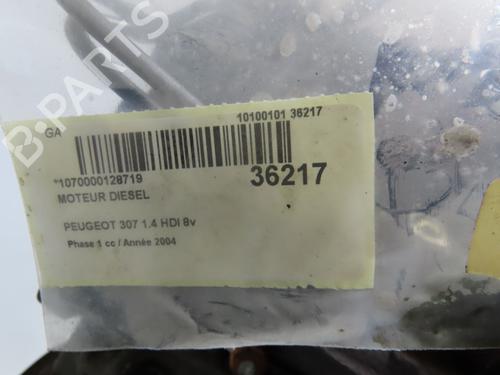 B-PARTS
GA
10100101 36217
*1070000128719
36217
MOTEUR DIESEL
PEUGEOT 307 1.4 HDI 8v
Phase 1 cc / Année 2004